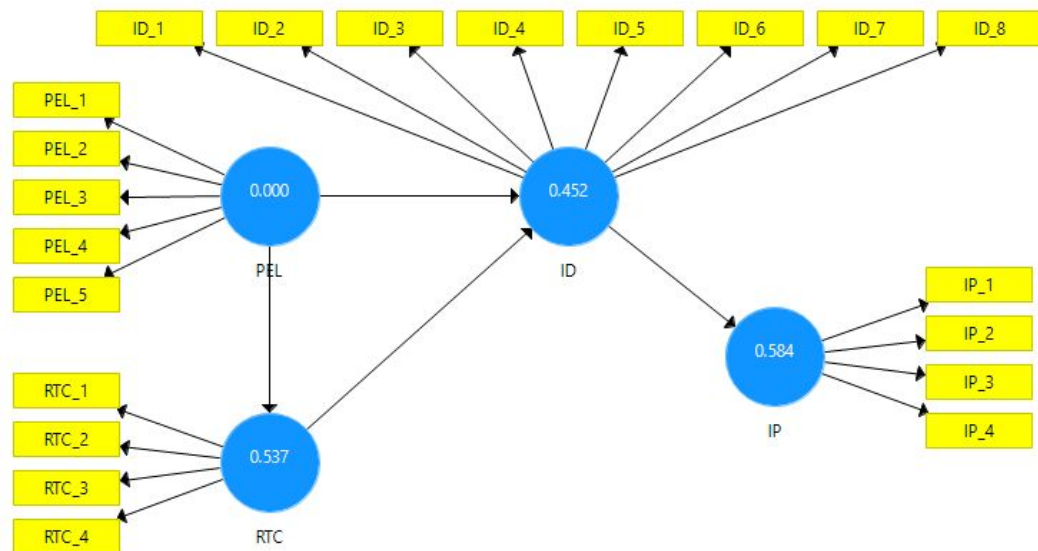 ID_1
ID_2
ID_3
ID_4
ID_5
ID_6
ID_7
ID_8
PEL_1
PEL_2
PEL_3
PEL_4
PEL_5
0.000
PEL
0.452
ID
RTC_1
RTC_2
RTC_3
RTC_4
0.537
RTC
0.584
IP
IP_1
IP_2
IP_3
IP_4